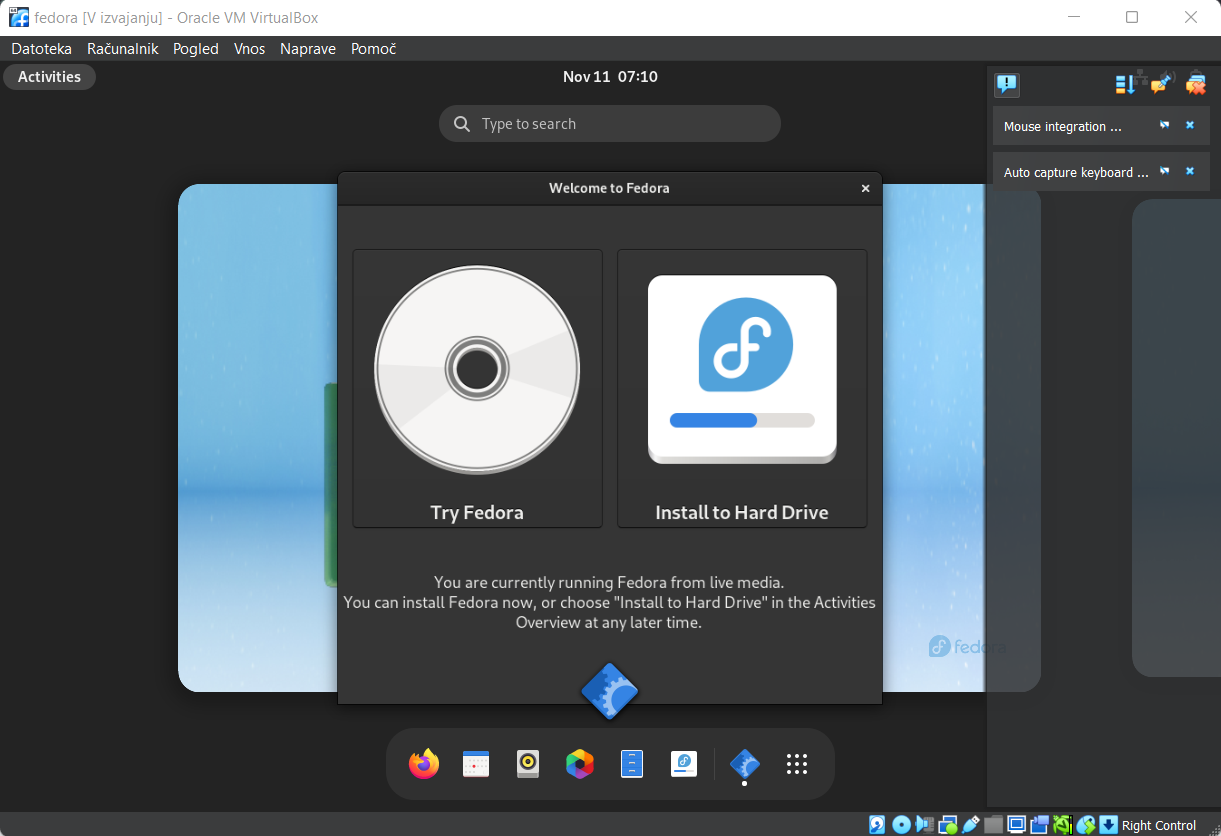 fedora [V izvajanju] - Oracle VM VirtualBox
Datoteka Računalnik Pogled Vnos Naprave Pomoč
Activities
Nov 11 07:10
Type to search
Mouse integration ...
Auto capture keyboard ...
Welcome to Fedora
Try Fedora
Install to Hard Drive
You are currently running Fedora from live media.
You can install Fedora now, or choose "Install to Hard Drive" in the Activities
Overview at any later time.
fedora
Right Control